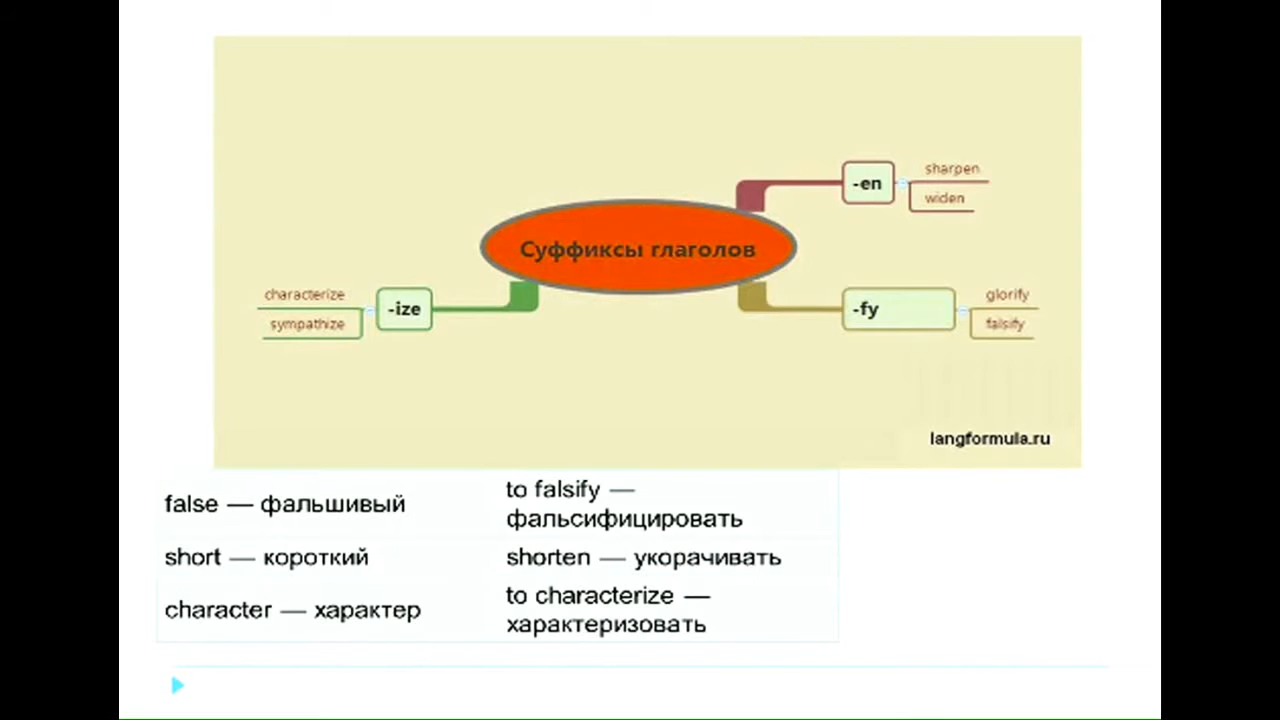 Суффиксы глаголов
-en
sharpen
widen
-fy
glorify
falsify
-ize
characterize
sympathize
langformula.ru
false — фальшивый
to falsify —
фальсифицировать
short — короткий
shorten — укорачивать
character — характер
to characterize —
характеризовать